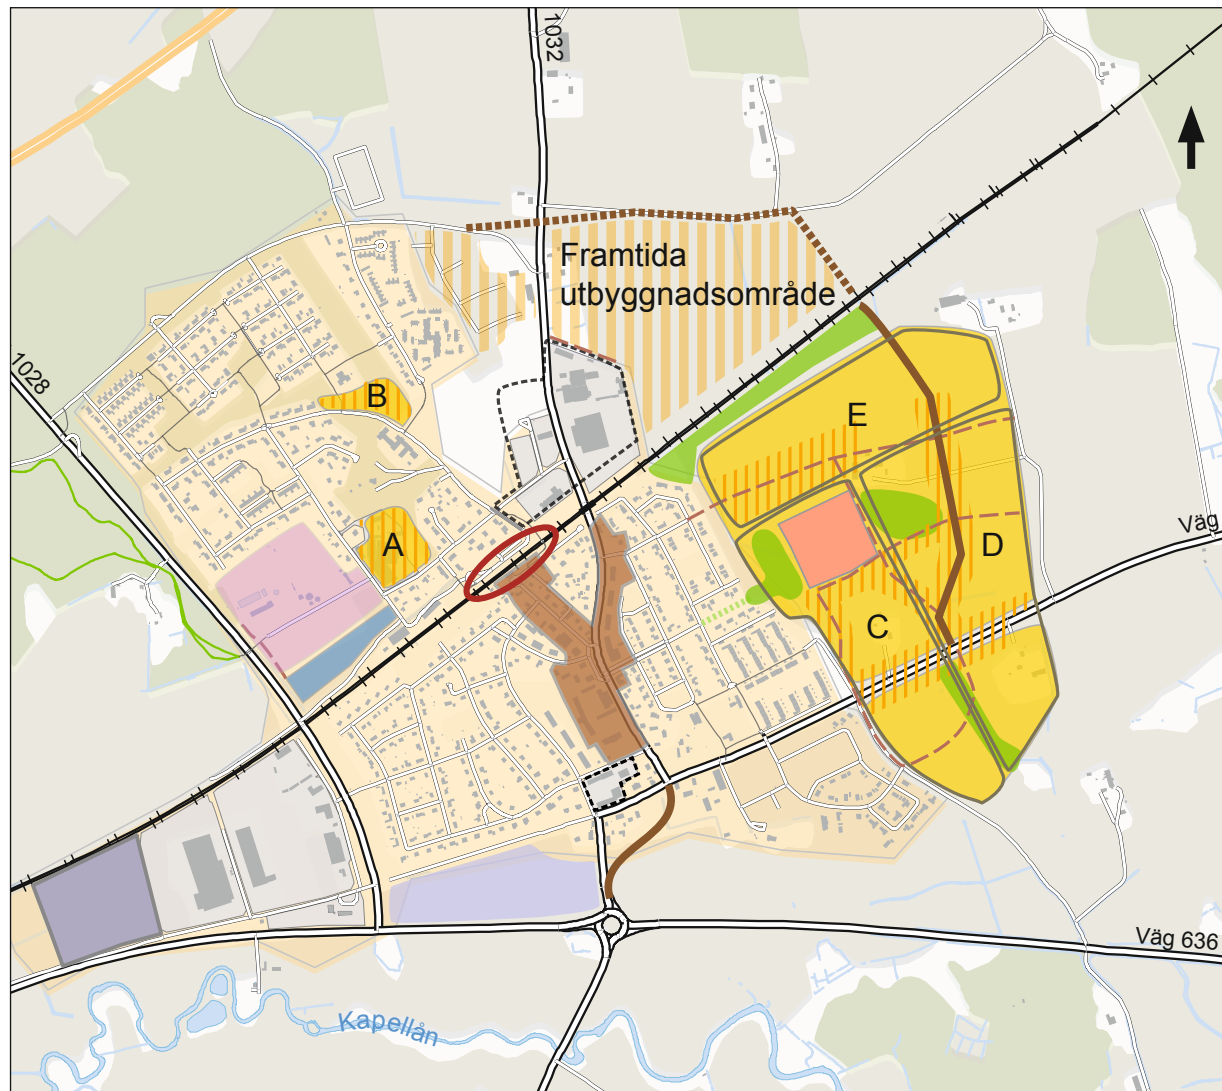 1032
Framtida
utbyggnadsområde
1028
B
E
A
D
Väg
C
Väg 636
Kapellån